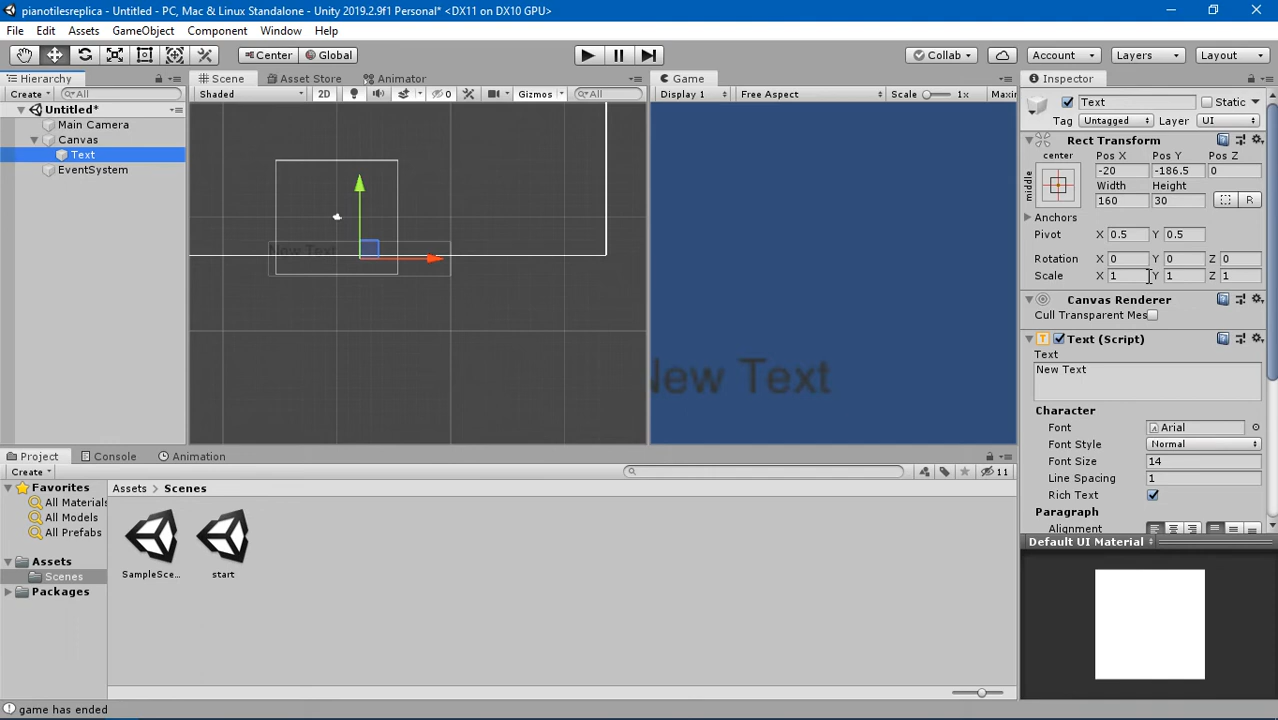 pianotilesreplica - Untitled - PC, Mac & Linux Standalone - Unity 2019.2.9f1 Personal* <DX11 on DX10 GPU>
File Edit Assets GameObject Component Window Help
Center Global Collab Account Layers Layout
Hierarchy Scene Asset Store Animator Game Inspector
Create All Shaded 2D 0 Gizmos All Display 1 Free Aspect Scale 1x Maxir Text Static
Untitled* Tag Untagged Layer UI
Main Camera
Canvas
Text
EventSystem
Rect Transform
center Pos X Pos Y Pos Z
middle -20 -186.5 0
Width Height
160 30 R
Anchors
Pivot X 0.5 Y 0.5
Rotation X 0 Y 0 Z 0
Scale X 1 Y 1 Z 1
Canvas Renderer
Cull Transparent Mes
Text (Script)
Text
New Text
Character
Font Arial
Font Style Normal
Font Size 14
Line Spacing 1
Rich Text
Paragraph
Alignment
Default UI Material
New Text
New Text
Project Console Animation
Create 11
Favorites
All Materials
All Models
All Prefabs
Assets
Scenes
Packages
Assets > Scenes
SampleSce... start
game has ended